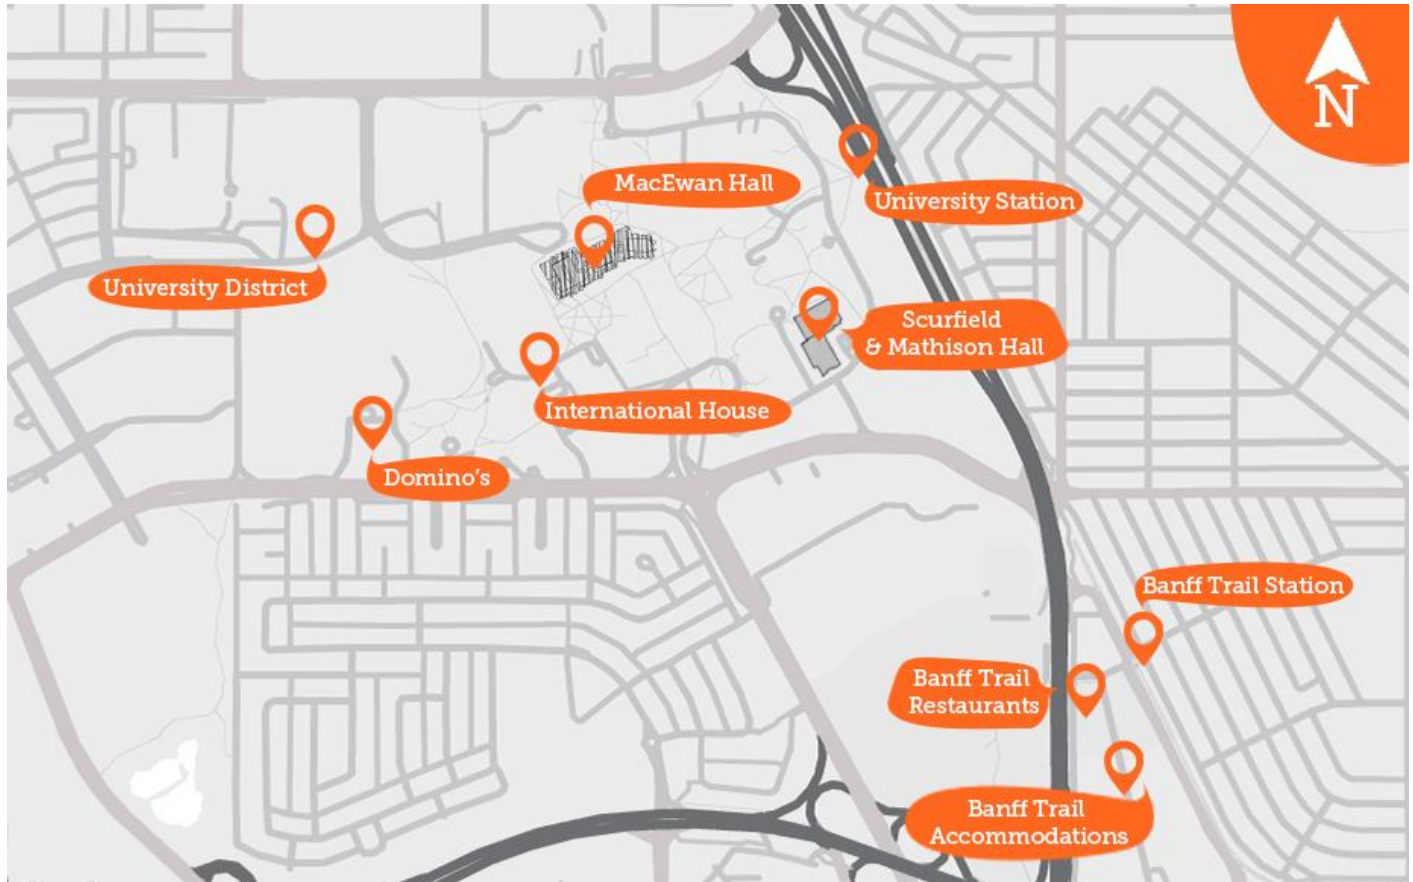 N
MacEwan Hall
University Station
University District
Scurfield
& Mathison Hall
International House
Domino's
Banff Trail Station
Banff Trail
Restaurants
Banff Trail
Accommodations